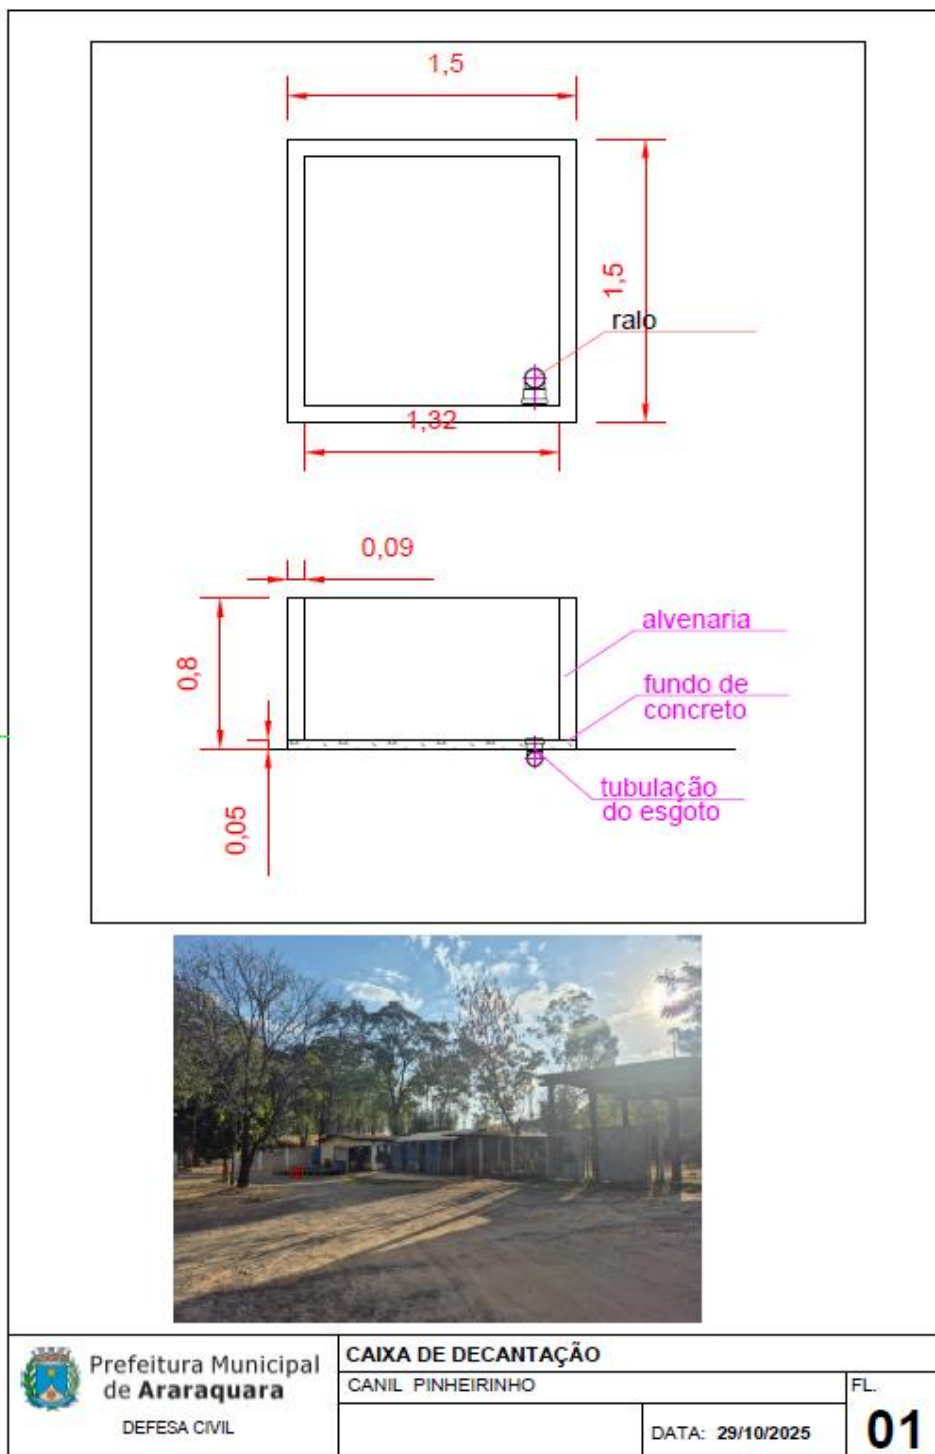 1,5
1,5
ralo
1,32
0,09
alvenaria
0,8
fundo de
concreto
tubulação
do esgoto
0,05
Prefeitura Municipal
de Araraquara
DEFESA CIVIL
CAIXA DE DECANTAÇÃO
CANIL PINHEIRINHO
FL.
DATA: 29/10/2025
01